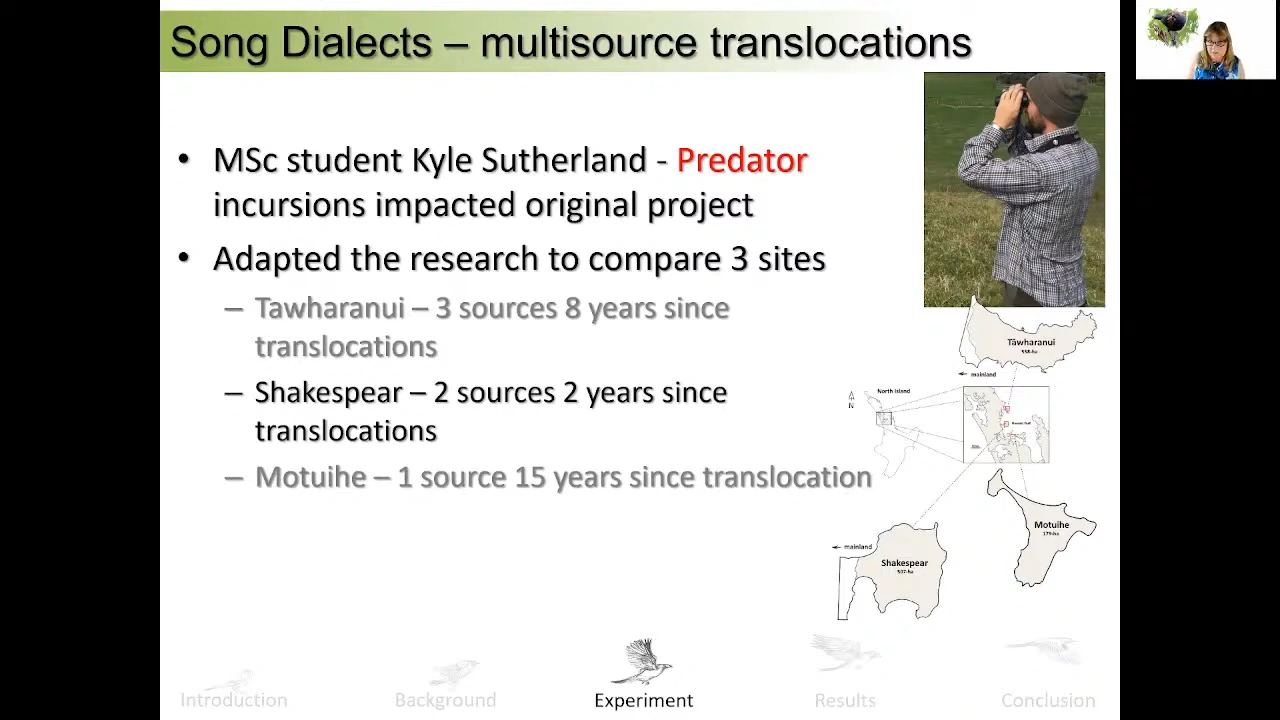 Song Dialects – multisource translocations
• MSc student Kyle Sutherland - Predator
incursions impacted original project
• Adapted the research to compare 3 sites
– Tawharanui – 3 sources 8 years since
translocations
– Shakespear – 2 sources 2 years since
translocations
– Motuihe – 1 source 15 years since translocation
Tāwharanui
mainland
North Island
N
Motuihe
179-ha
mainland
Shakespear
Introduction
Background
Experiment
Results
Conclusion